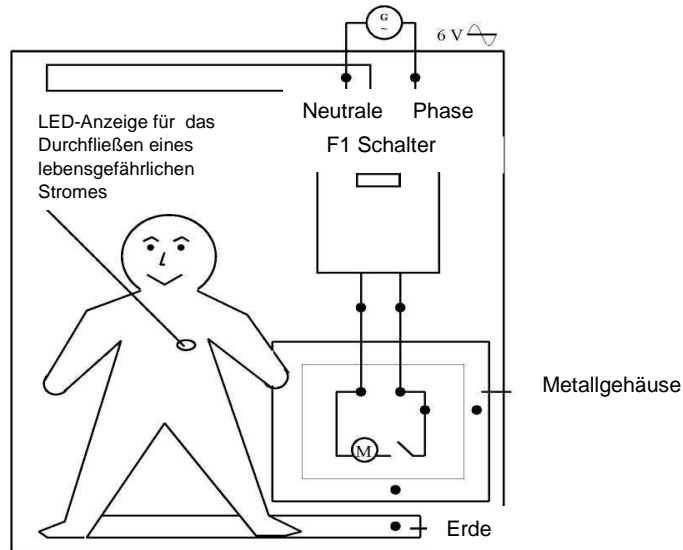 G
~
6 V
Neutrale Phase
F1 Schalter
LED-Anzeige für das
Durchfließen eines
lebensgefährlichen
Stromes
Metallgehäuse
M
Erde